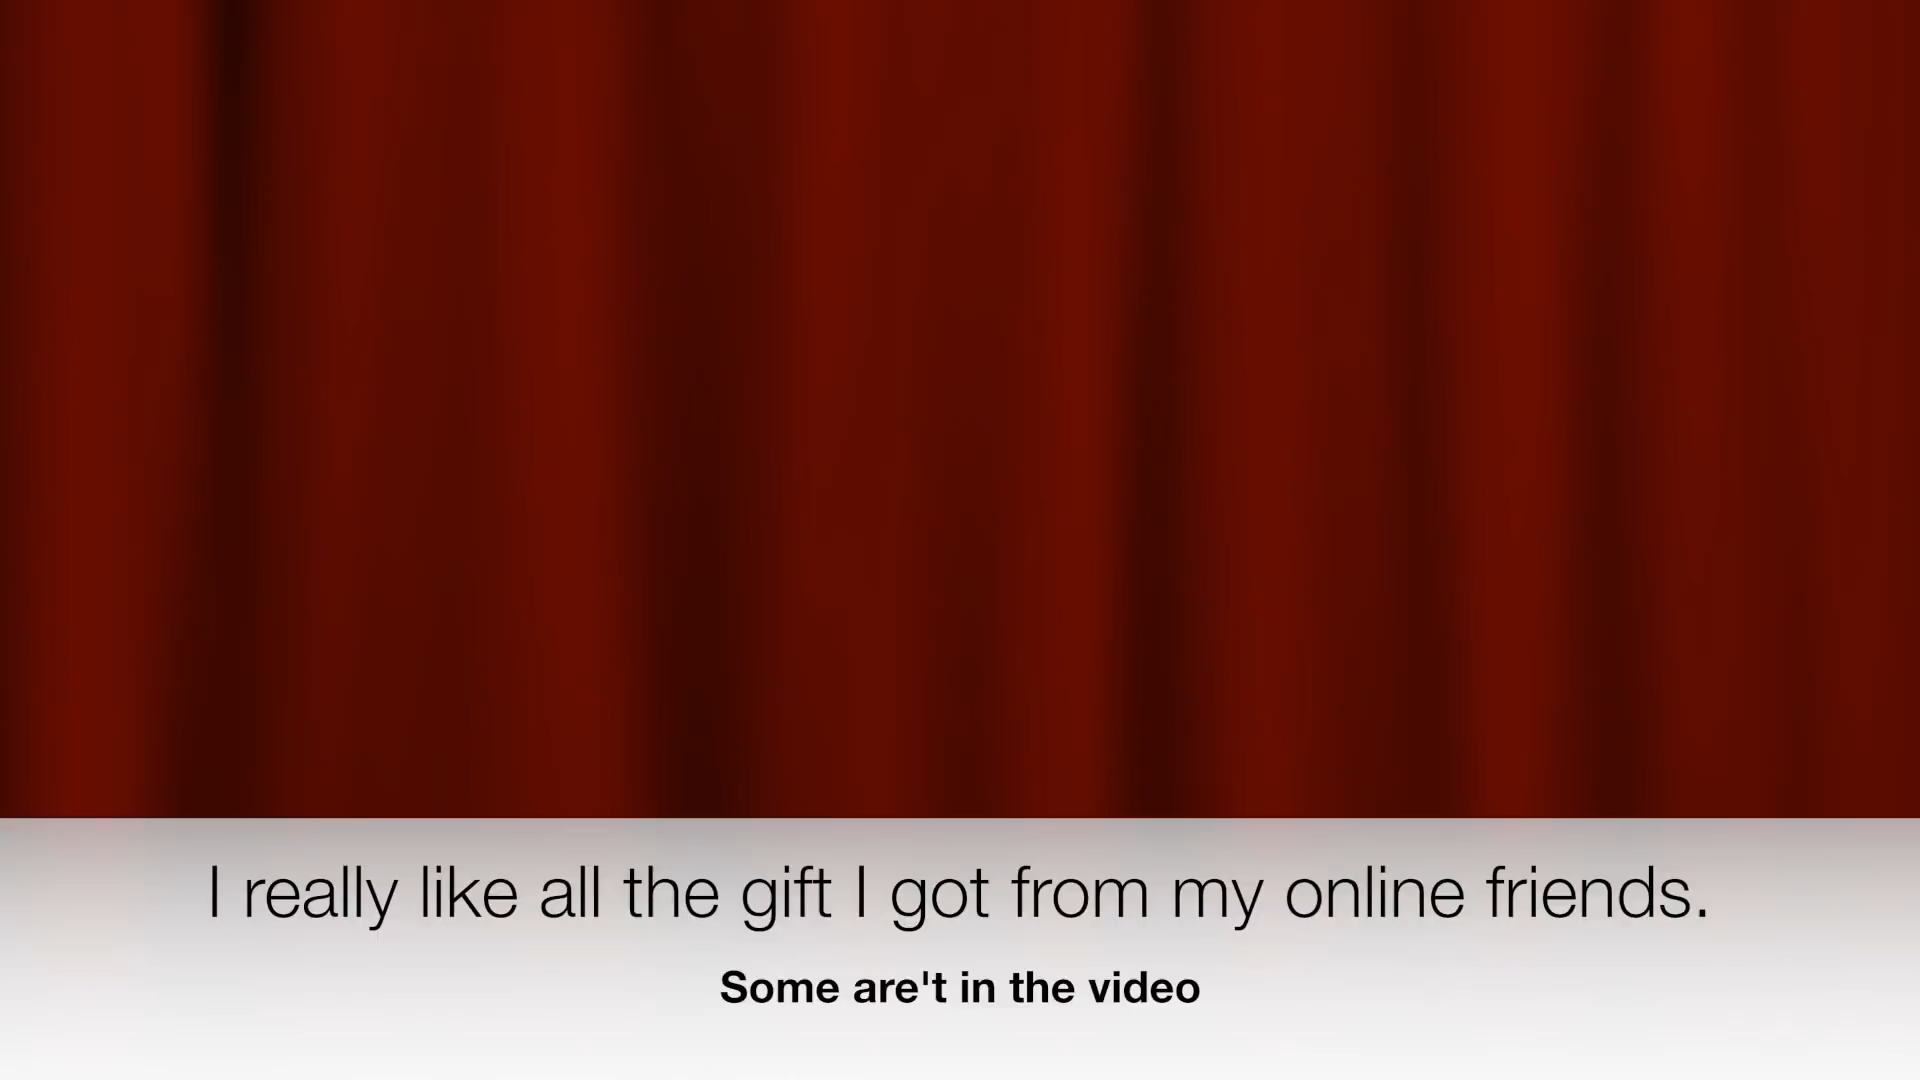 I really like all the gift I got from my online friends.
Some are't in the video